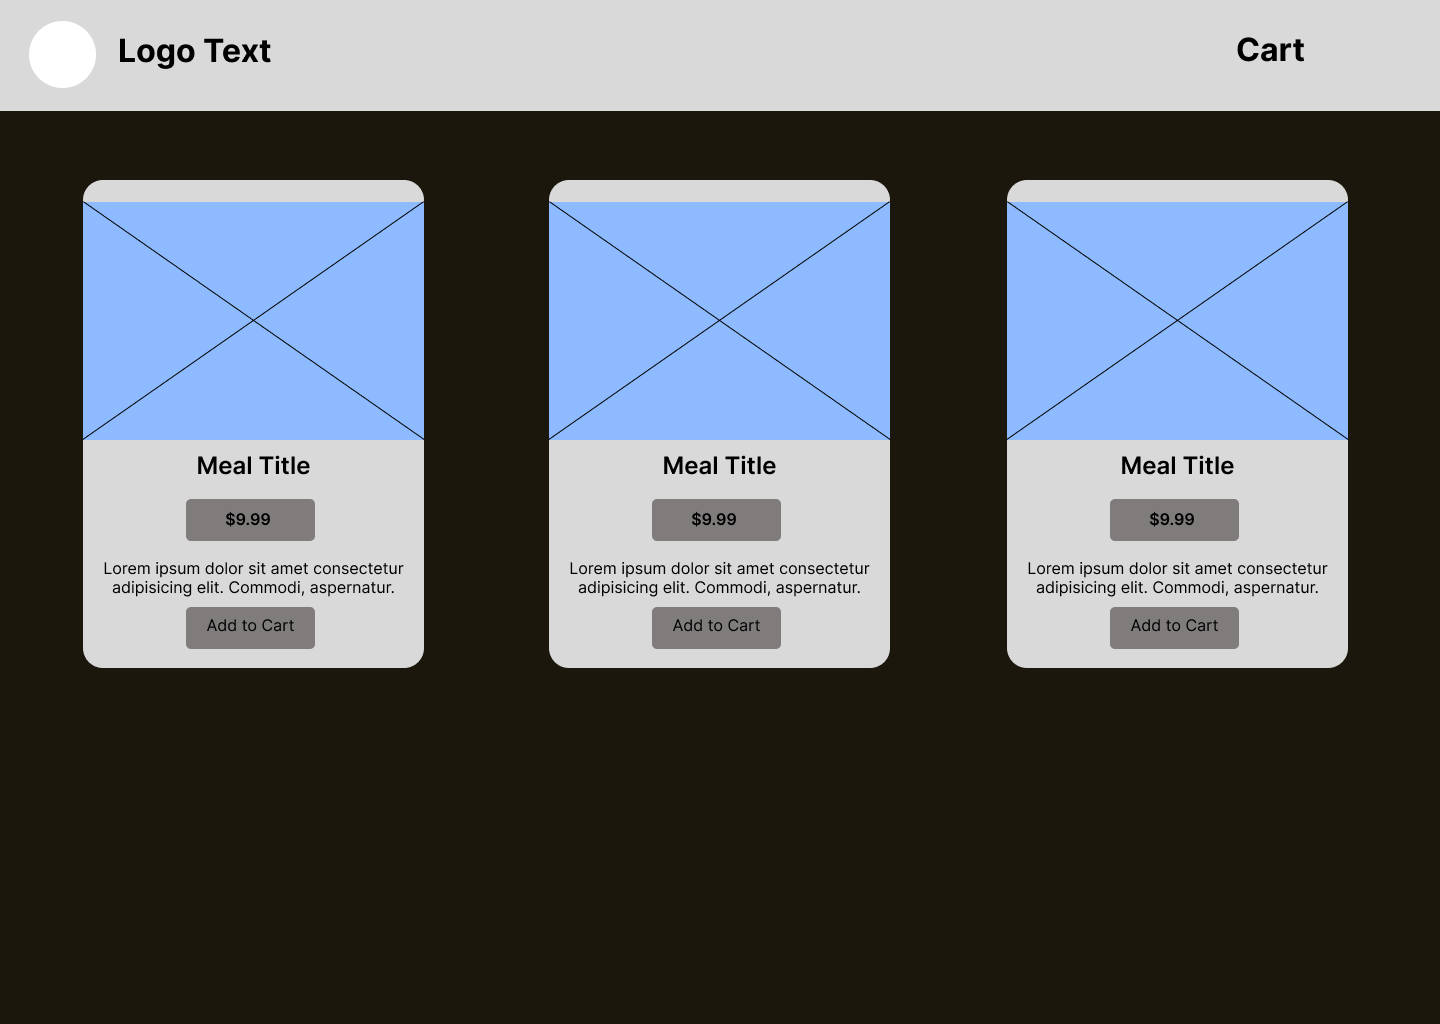 Logo Text
Cart
Meal Title
$9.99
Lorem ipsum dolor sit amet consectetur
adipisicing elit. Commodi, aspernatur.
Add to Cart
Meal Title
$9.99
Lorem ipsum dolor sit amet consectetur
adipisicing elit. Commodi, aspernatur.
Add to Cart
Meal Title
$9.99
Lorem ipsum dolor sit amet consectetur
adipisicing elit. Commodi, aspernatur.
Add to Cart